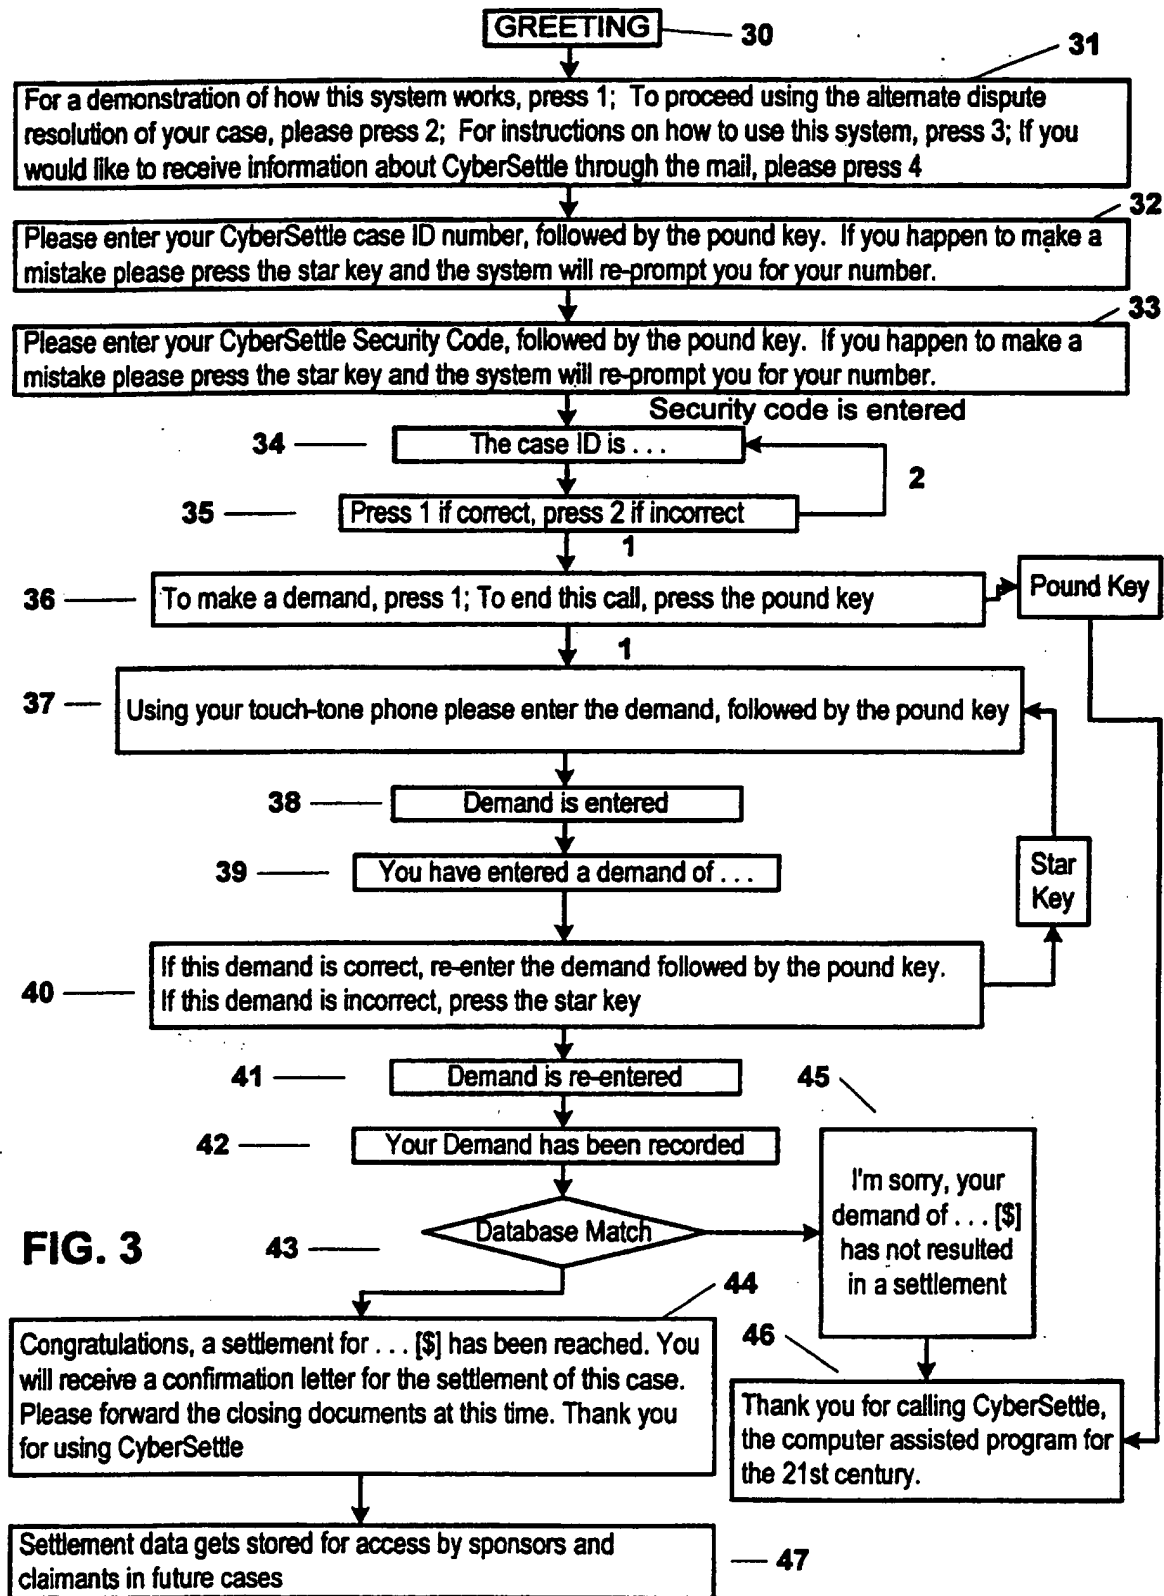 GREETING
30
31
For a demonstration of how this system works, press 1; To proceed using the alternate dispute
resolution of your case, please press 2; For instructions on how to use this system, press 3; If you
would like to receive information about CyberSettle through the mail, please press 4
32
Please enter your CyberSettle case ID number, followed by the pound key. If you happen to make a
mistake please press the star key and the system will re-prompt you for your number.
33
Please enter your CyberSettle Security Code, followed by the pound key. If you happen to make a
mistake please press the star key and the system will re-prompt you for your number.
Security code is entered
34
The case ID is . . .
2
35
Press 1 if correct, press 2 if incorrect
1
36
To make a demand, press 1; To end this call, press the pound key
Pound Key
1
37
Using your touch-tone phone please enter the demand, followed by the pound key
38
Demand is entered
39
You have entered a demand of . . .
Star
Key
40
If this demand is correct, re-enter the demand followed by the pound key.
If this demand is incorrect, press the star key
41
Demand is re-entered
45
42
Your Demand has been recorded
I'm sorry, your
demand of . . . [$]
has not resulted
in a settlement
FIG. 3
43
Database Match
44
Congratulations, a settlement for . . . [$] has been reached. You
will receive a confirmation letter for the settlement of this case.
Please forward the closing documents at this time. Thank you
for using CyberSettle
46
Thank you for calling CyberSettle,
the computer assisted program for
the 21st century.
Settlement data gets stored for access by sponsors and
claimants in future cases
47